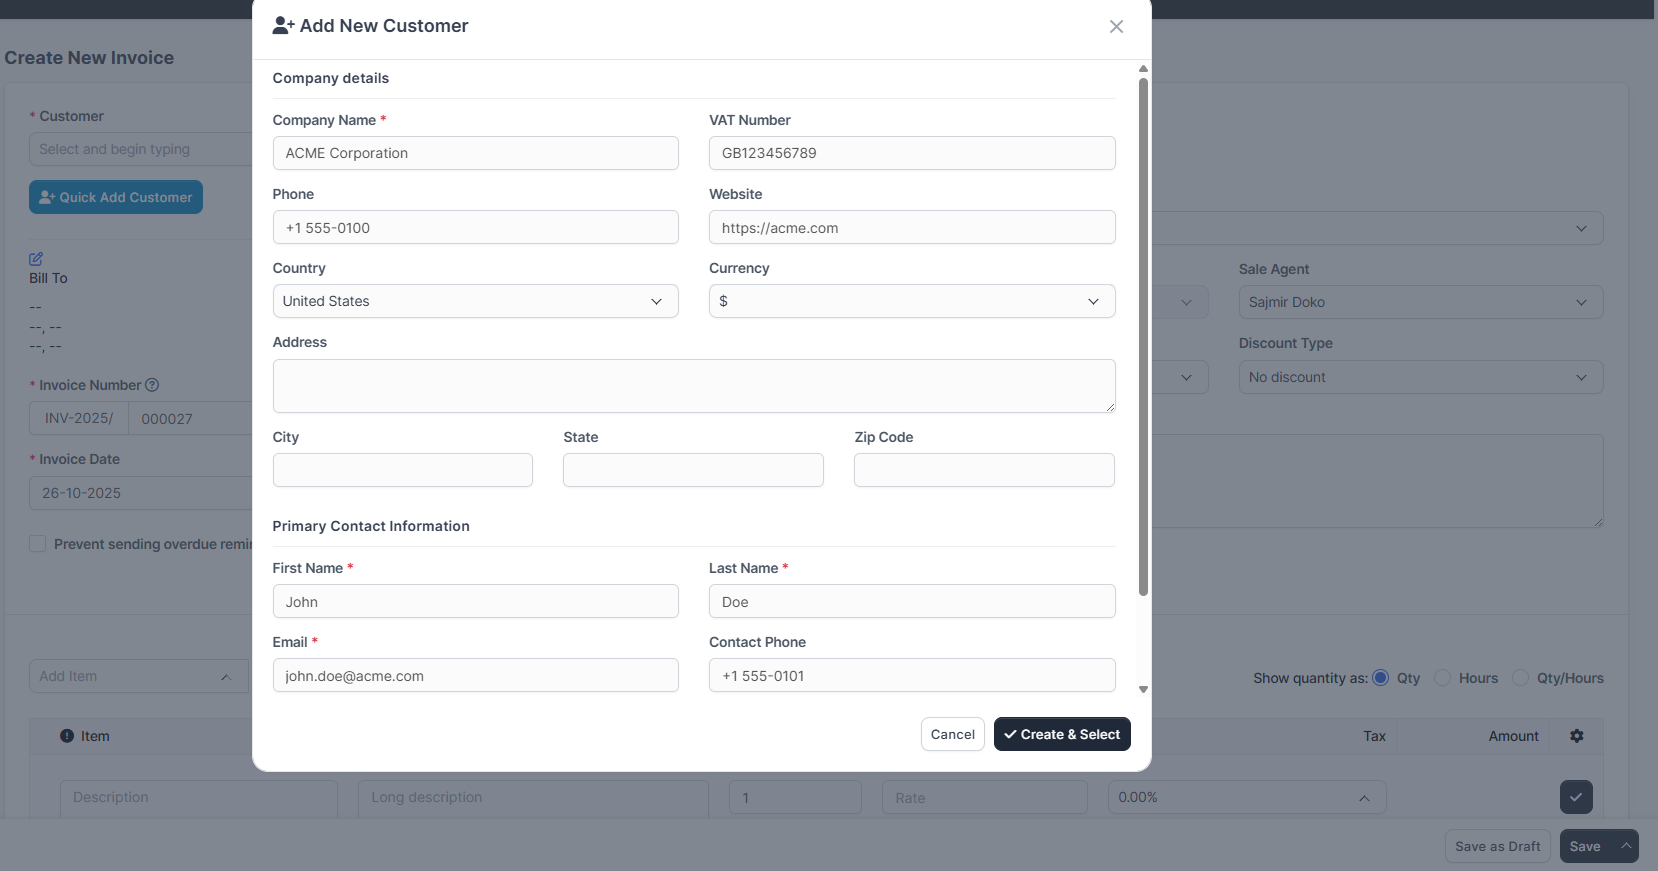 Add New Customer
Create New Invoice
Company details
* Customer
Company Name *
VAT Number
Select and begin typing
ACME Corporation
GB123456789
Quick Add Customer
Phone
Website
+1 555-0100
https://acme.com
Country
Currency
United States
$
Bill To
--
--, --
--, --
Sale Agent
Sajmir Doko
Address
Discount Type
No discount
* Invoice Number
INV-2025/
000027
City
State
Zip Code
* Invoice Date
26-10-2025
Primary Contact Information
Prevent sending overdue remin
First Name *
Last Name *
John
Doe
Email *
Contact Phone
john.doe@acme.com
+1 555-0101
Add Item
Show quantity as:
Qty
Hours
Qty/Hours
Cancel
Create & Select
Item
Tax
Amount
Description
Long description
1
Rate
0.00%
Save as Draft
Save